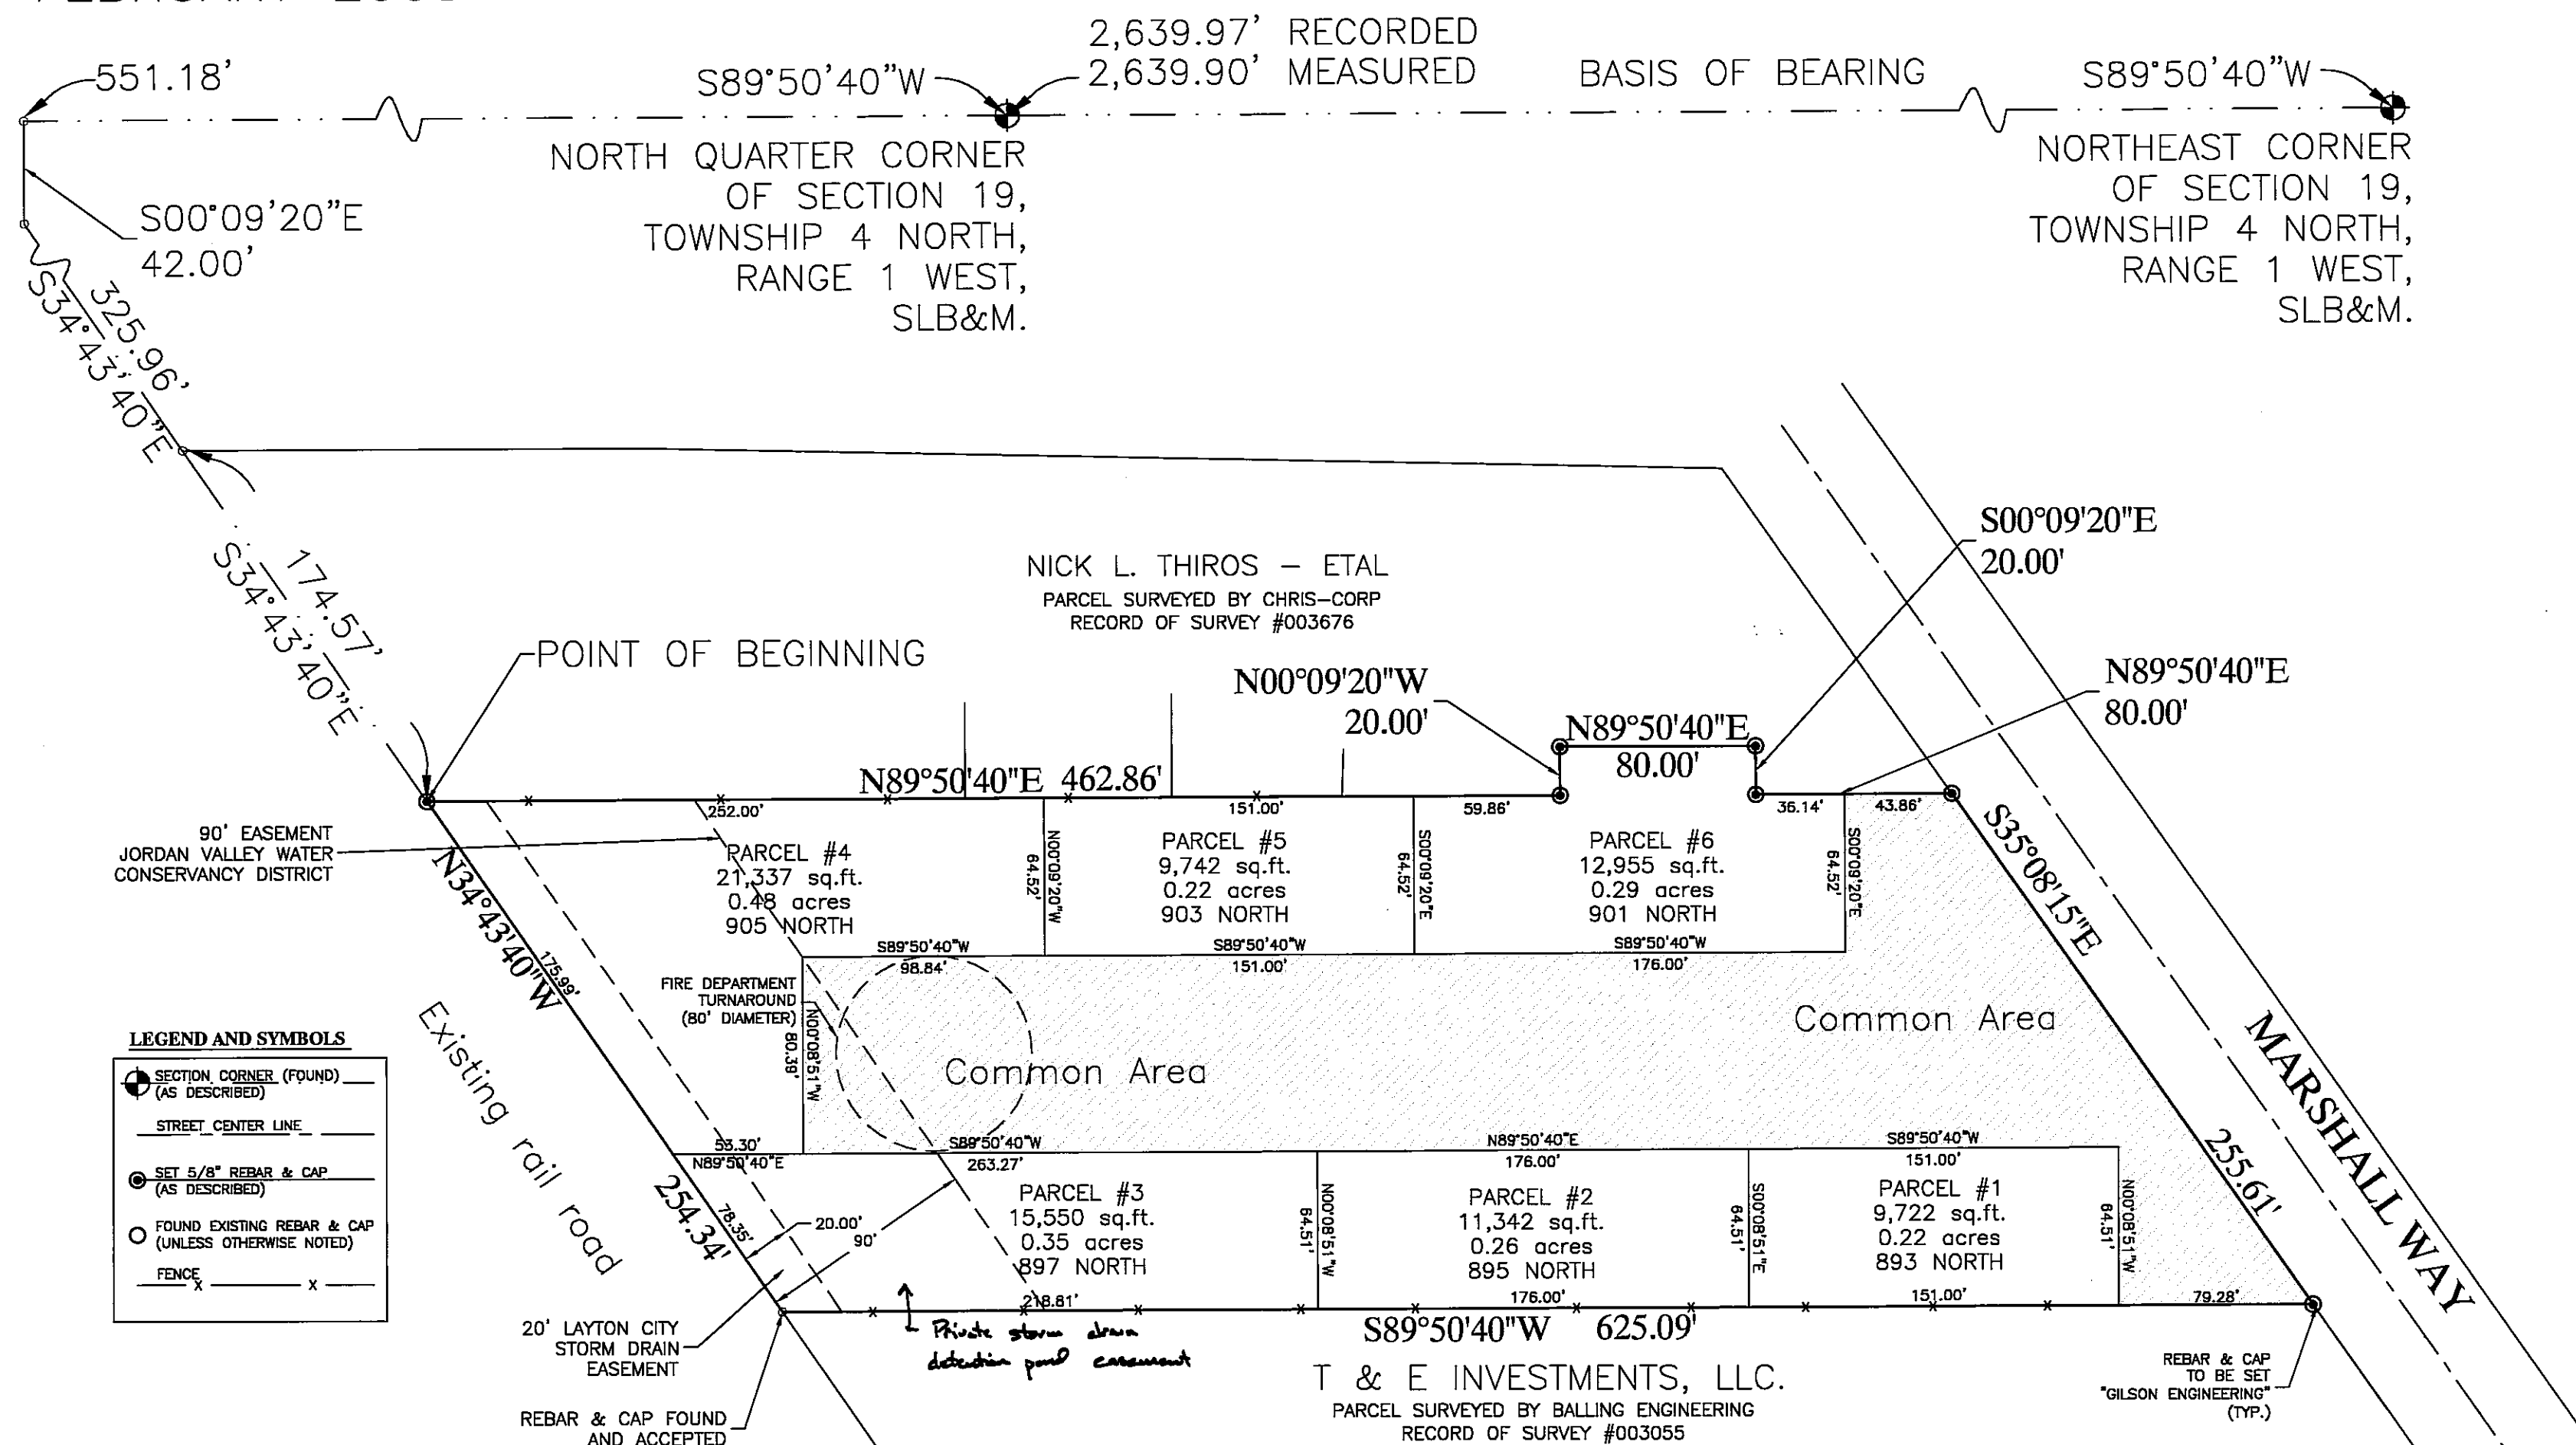 2,639.97' RECORDED
2,639.90' MEASURED
551.18'
S89°50'40"W
BASIS OF BEARING
S89°50'40"W
NORTH QUARTER CORNER
OF SECTION 19,
TOWNSHIP 4 NORTH,
RANGE 1 WEST,
SLB&M.
NORTHEAST CORNER
OF SECTION 19,
TOWNSHIP 4 NORTH,
RANGE 1 WEST,
SLB&M.
S00°09'20"E
42.00'
325.96'
S34°43'40"E
174.57'
S34°43'40"E
NICK L. THIROS – ETAL
PARCEL SURVEYED BY CHRIS–CORP
RECORD OF SURVEY #003676
S00°09'20"E
20.00'
POINT OF BEGINNING
N00°09'20"W
20.00'
N89°50'40"E
80.00'
N89°50'40"E
80.00'
N89°50'40"E 462.86'
252.00'
151.00'
59.86'
36.14'
43.86'
90' EASEMENT
JORDAN VALLEY WATER
CONSERVANCY DISTRICT
PARCEL #4
21,337 sq.ft.
0.48 acres
905 NORTH
N00°09'20"W
64.52'
PARCEL #5
9,742 sq.ft.
0.22 acres
903 NORTH
S00°09'20"E
64.52'
PARCEL #6
12,955 sq.ft.
0.29 acres
901 NORTH
S00°09'20"E
64.52'
S35°08'15"E
255.61'
N34°43'40"W
175.99'
254.34'
78.35'
S89°50'40"W
98.84'
S89°50'40"W
151.00'
S89°50'40"W
176.00'
FIRE DEPARTMENT
TURNAROUND
(80' DIAMETER)
N00°08'51"W
80.39'
Common Area
Common Area
MARSHALL WAY
Existing rail road
LEGEND AND SYMBOLS
SECTION CORNER (FOUND)
(AS DESCRIBED)
STREET CENTER LINE
SET 5/8" REBAR & CAP
(AS DESCRIBED)
FOUND EXISTING REBAR & CAP
(UNLESS OTHERWISE NOTED)
FENCE
x x
53.30'
N89°50'40"E
S89°50'40"W
263.27'
N89°50'40"E
176.00'
S89°50'40"W
151.00'
20.00'
90'
PARCEL #3
15,550 sq.ft.
0.35 acres
897 NORTH
218.81'
N00°08'51"W
64.51'
PARCEL #2
11,342 sq.ft.
0.26 acres
895 NORTH
176.00'
S00°08'51"E
64.51'
PARCEL #1
9,722 sq.ft.
0.22 acres
893 NORTH
151.00'
N00°08'51"W
64.51'
79.28'
Private storm drain
detention pond easement
S89°50'40"W 625.09'
20' LAYTON CITY
STORM DRAIN
EASEMENT
T & E INVESTMENTS, LLC.
PARCEL SURVEYED BY BALLING ENGINEERING
RECORD OF SURVEY #003055
REBAR & CAP
TO BE SET
"GILSON ENGINEERING"
(TYP.)
REBAR & CAP FOUND
AND ACCEPTED